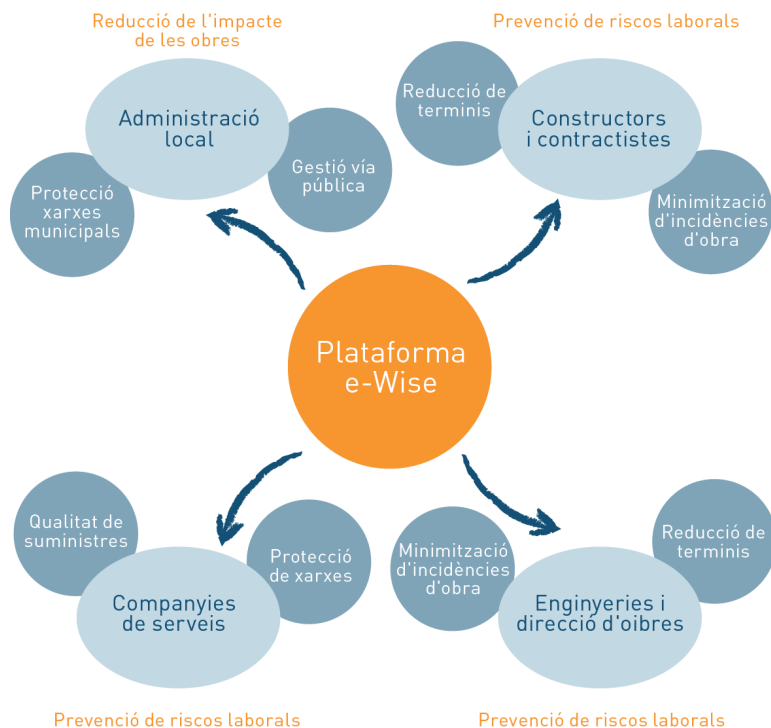 Reducció de l'impacte
de les obres
Administració
local
Protecció
xarxes
municipals
Gestió vía
pública
Prevenció de riscos laborals
Reducció de
terminis
Constructors
i contractistes
Minimització
d'incidències
d'obra
Plataforma
e-Wise
Qualitat de
suministres
Companyies
de serveis
Protecció
de xarxes
Prevenció de riscos laborals
Minimització
d'incidències
d'obra
Enginyeries i
direcció d'oibres
Reducció de
terminis
Prevenció de riscos laborals